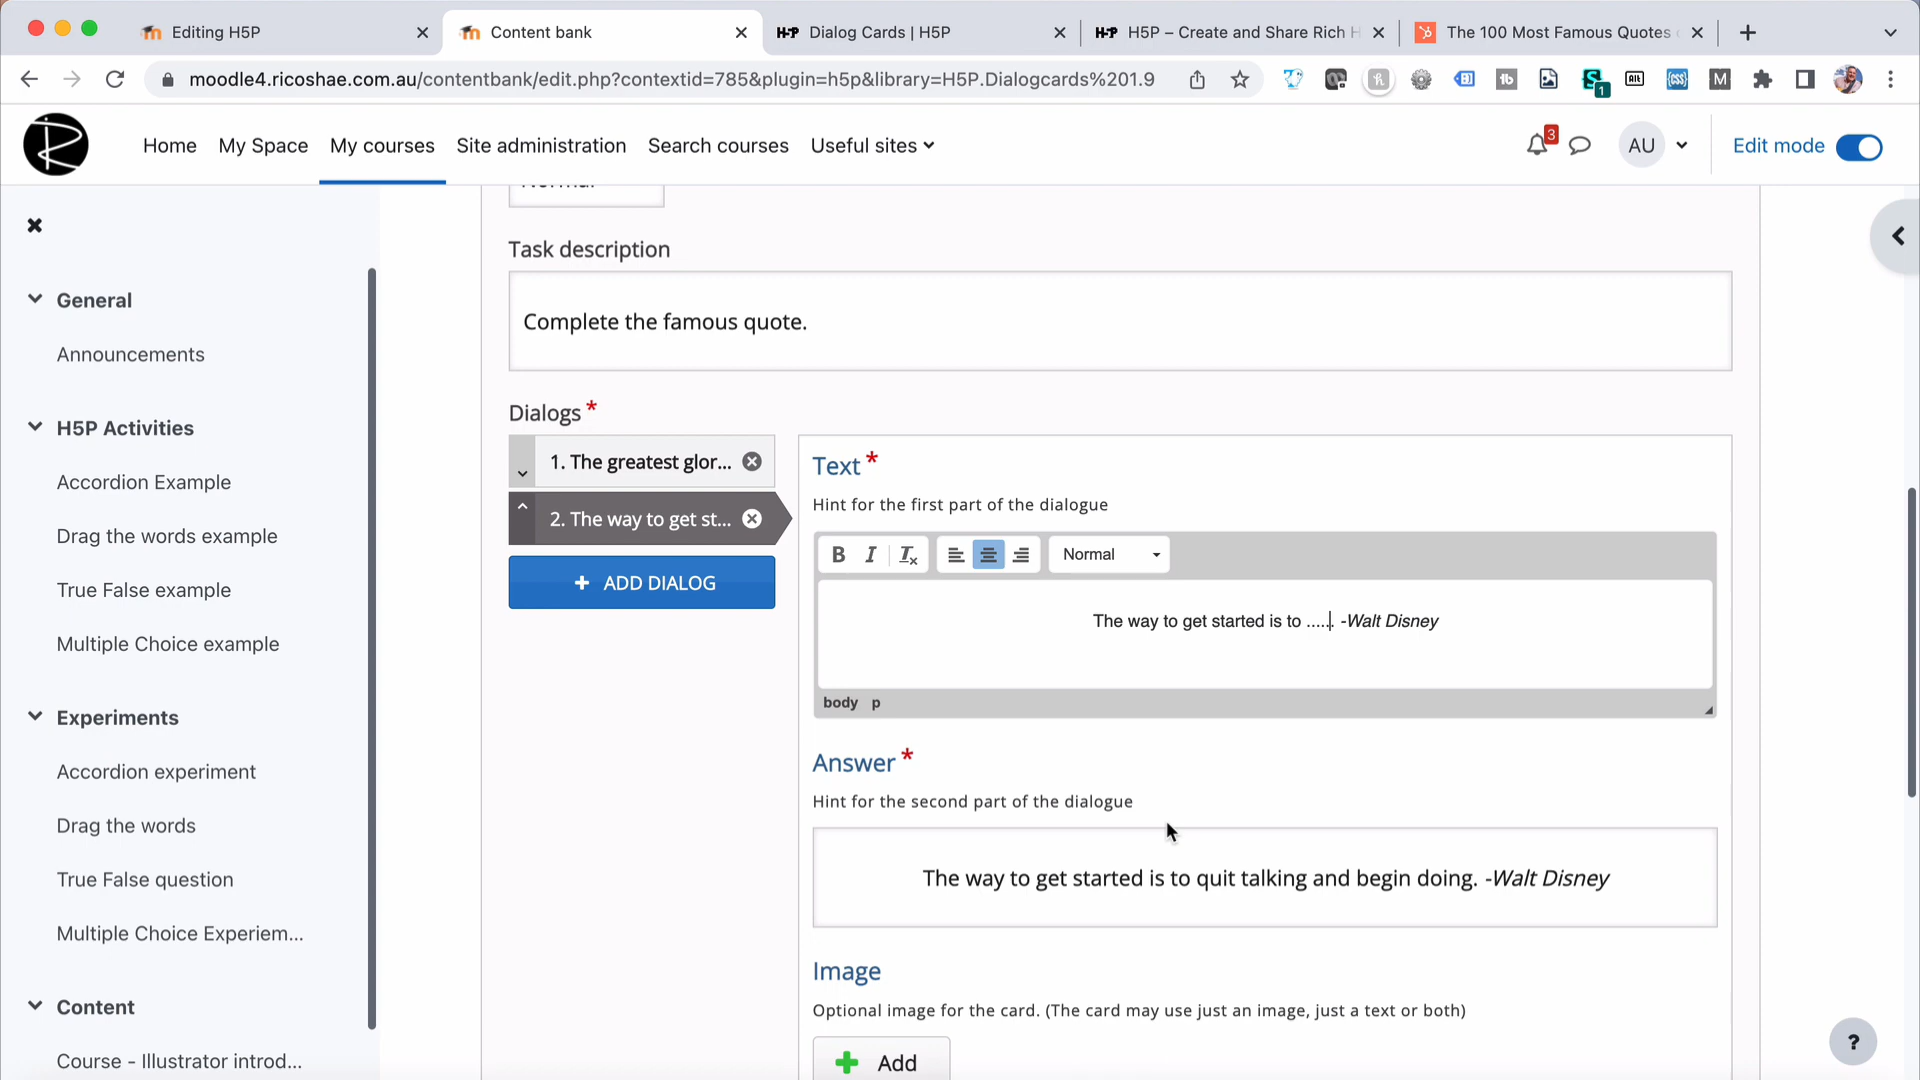 Editing H5P
Content bank
H-P Dialog Cards | H5P
H-P H5P – Create and Share Rich H
The 100 Most Famous Quotes
moodle4.ricoshae.com.au/contentbank/edit.php?contextid=785&plugin=h5p&library=H5P.Dialogcards%201.9
Home My Space My courses Site administration Search courses Useful sites
3
AU
Edit mode
General
Announcements
H5P Activities
Accordion Example
Drag the words example
True False example
Multiple Choice example
Experiments
Accordion experiment
Drag the words
True False question
Multiple Choice Experiem...
Content
Course - Illustrator introd...
Normal
Task description
Complete the famous quote.
Dialogs *
1. The greatest glor...
2. The way to get st...
+ ADD DIALOG
Text *
Hint for the first part of the dialogue
B I Tx Normal
The way to get started is to ...... -Walt Disney
body p
Answer *
Hint for the second part of the dialogue
The way to get started is to quit talking and begin doing. -Walt Disney
Image
Optional image for the card. (The card may use just an image, just a text or both)
Add
?